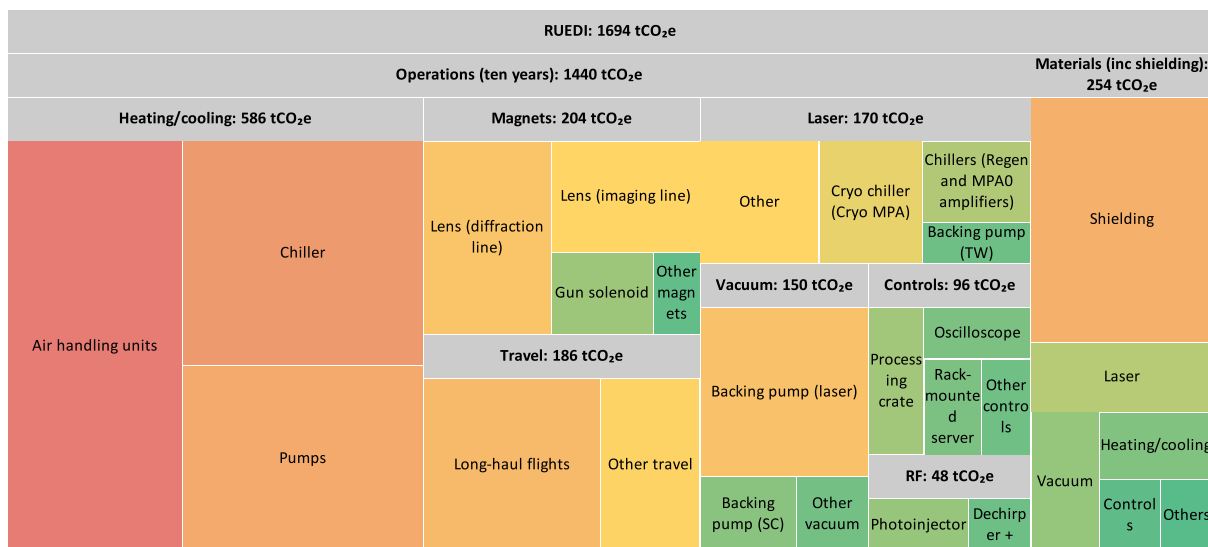 RUEDI: 1694 tCO₂e
Operations (ten years): 1440 tCO₂e
Materials (inc shielding):
254 tCO₂e
Heating/cooling: 586 tCO₂e
Magnets: 204 tCO₂e
Laser: 170 tCO₂e
Air handling units
Chiller
Pumps
Lens (diffraction
line)
Lens (imaging line)
Gun solenoid
Other
magn
ets
Travel: 186 tCO₂e
Long-haul flights
Other travel
Other
Cryo chiller
(Cryo MPA)
Chillers (Regen
and MPA0
amplifiers)
Backing pump
(TW)
Vacuum: 150 tCO₂e
Controls: 96 tCO₂e
Backing pump (laser)
Backing
pump (SC)
Other
vacuum
Process
ing
crate
Oscilloscope
Rack-
mounte
d
server
Other
contro
ls
RF: 48 tCO₂e
Photoinjector
Dechirp
er +
Shielding
Laser
Vacuum
Heating/cooling
Control
s
Others